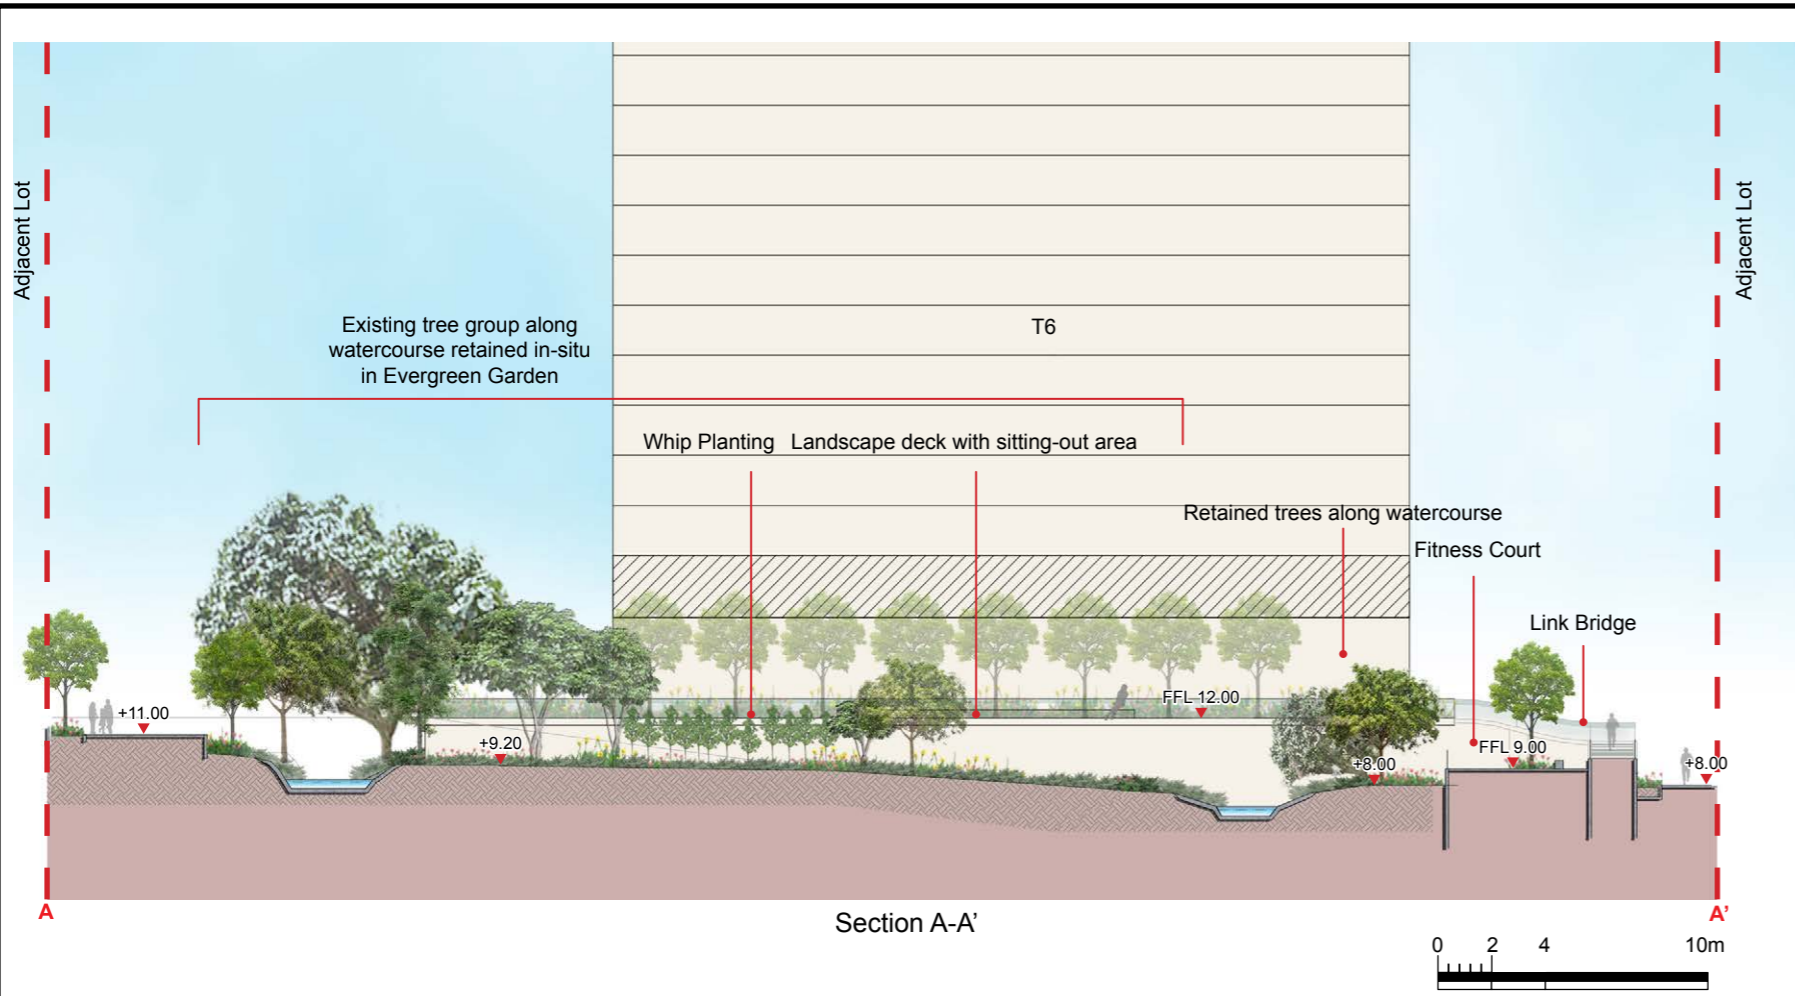 Adjacent Lot
Adjacent Lot
Existing tree group along
watercourse retained in-situ
in Evergreen Garden
T6
Whip Planting
Landscape deck with sitting-out area
Retained trees along watercourse
Fitness Court
Link Bridge
FFL 12.00
+11.00
+9.20
FFL 9.00
+8.00
+8.00
A
A’
Section A-A’
0 2 4 10m